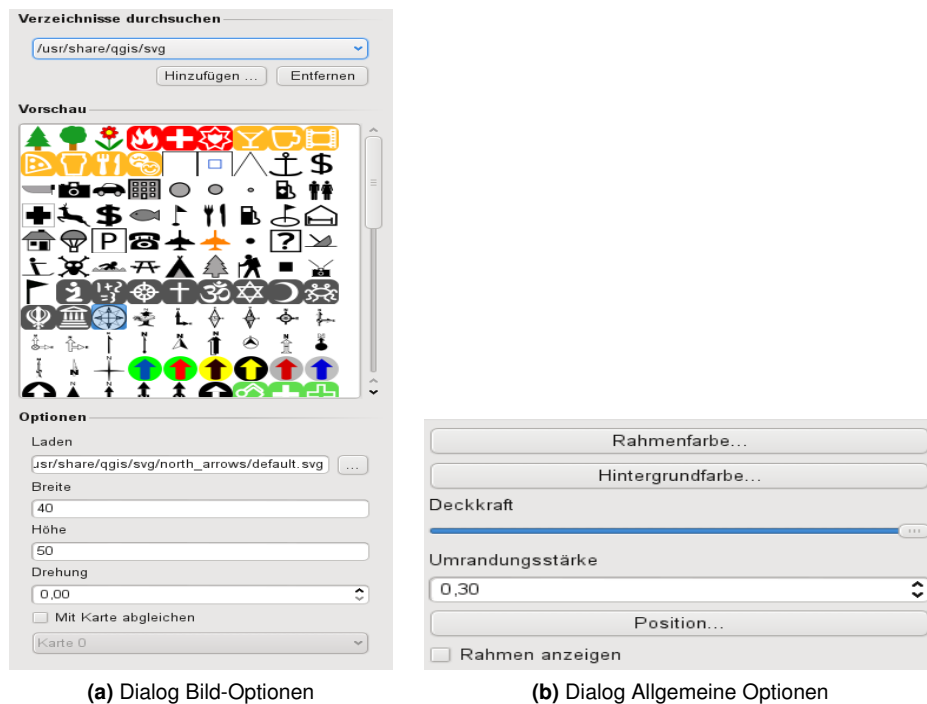 Verzeichnisse durchsuchen
/usr/share/qgis/svg
Hinzufügen ...
Entfernen
Vorschau
Optionen
Laden
usr/share/qgis/svg/north_arrows/default.svg
...
Breite
40
Höhe
50
Drehung
0,00
Mit Karte abgleichen
Karte 0
(a) Dialog Bild-Optionen
Rahmenfarbe...
Hintergrundfarbe...
Deckkraft
Umrandungsstärke
0,30
Position...
Rahmen anzeigen
(b) Dialog Allgemeine Optionen